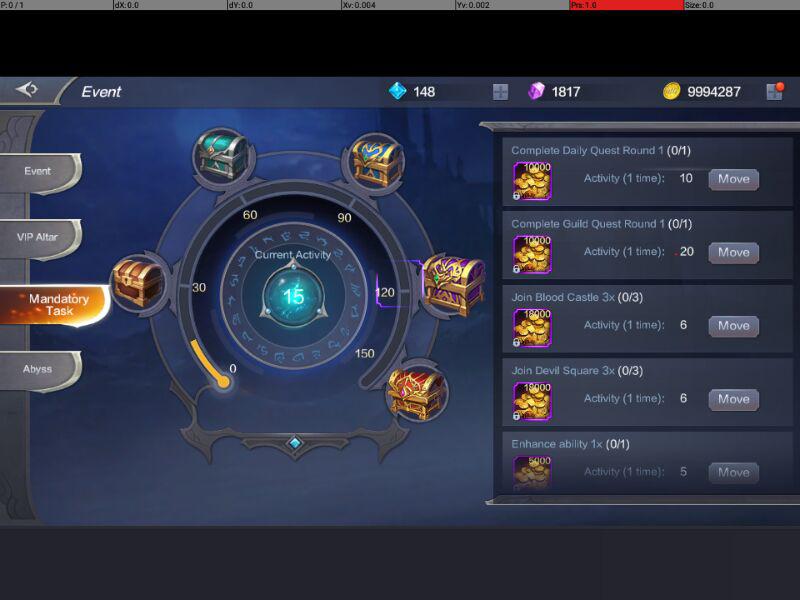 P: 0 / 1 dX: 0.0 dY: 0.0 Xv: 0.004 Yv: 0.002 Prs: 1.0 Size: 0.0
Event 148 1817 9994287
Event
VIP Altar
Mandatory
Task
Abyss
60 90
Current Activity
30 15 120
0 150
Complete Daily Quest Round 1 (0/1)
10000
Activity (1 time): 10 Move
Complete Guild Quest Round 1 (0/1)
10000
Activity (1 time): 20 Move
Join Blood Castle 3x (0/3)
18000
Activity (1 time): 6 Move
Join Devil Square 3x (0/3)
18000
Activity (1 time): 6 Move
Enhance ability 1x (0/1)
5000
Activity (1 time): 5 Move